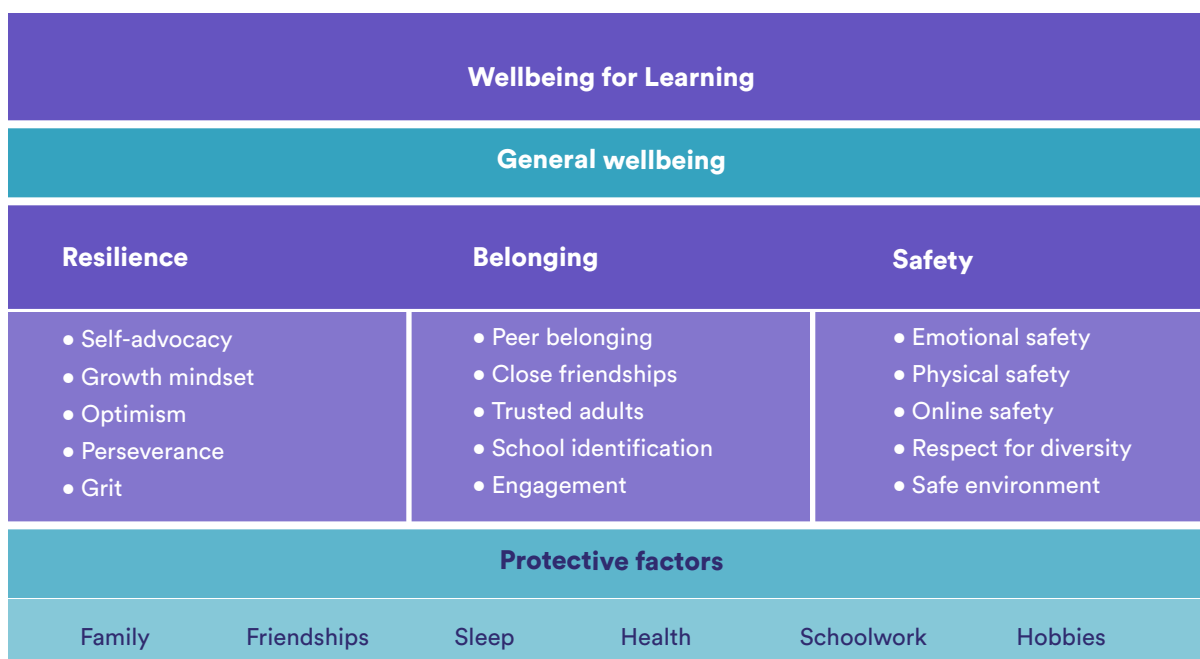 Wellbeing for Learning
General wellbeing
Resilience
● Self-advocacy
● Growth mindset
● Optimism
● Perseverance
● Grit
Belonging
● Peer belonging
● Close friendships
● Trusted adults
● School identification
● Engagement
Safety
● Emotional safety
● Physical safety
● Online safety
● Respect for diversity
● Safe environment
Protective factors
Family Friendships Sleep Health Schoolwork Hobbies